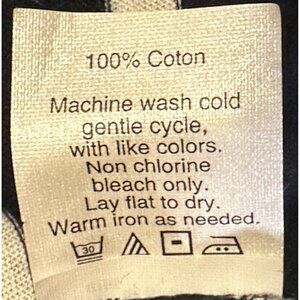 100% Coton
Machine wash cold
gentle cycle,
with like colors.
Non chlorine
bleach only.
Lay flat to dry.
Warm iron as needed.
30